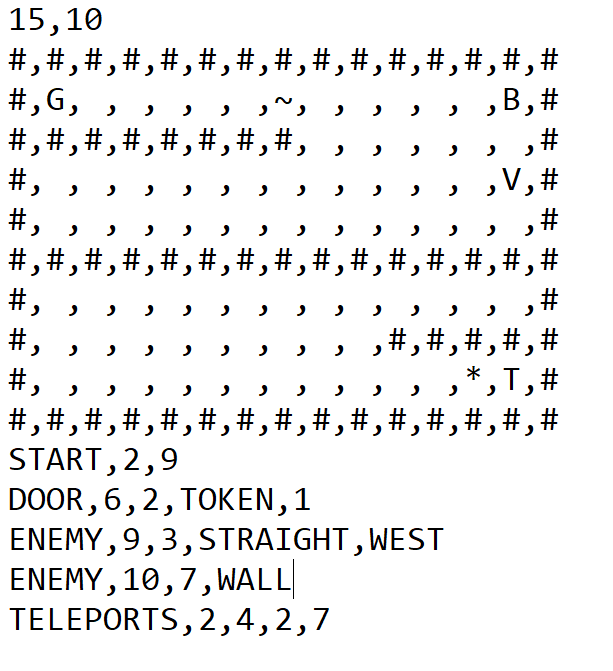 15,10
#,#,#,#,#,#,#,#,#,#,#,#,#,#,#
#,G, , , , , ,~, , , , , ,B,#
#,#,#,#,#,#,#,#, , , , , , ,#
#, , , , , , , , , , , , ,V,#
#, , , , , , , , , , , , , ,#
#,#,#,#,#,#,#,#,#,#,#,#,#,#,#
#, , , , , , , , , , , , , ,#
#, , , , , , , , , ,#,#,#,#,#
#, , , , , , , , , , , ,*,T,#
#,#,#,#,#,#,#,#,#,#,#,#,#,#,#
START,2,9
DOOR,6,2,TOKEN,1
ENEMY,9,3,STRAIGHT,WEST
ENEMY,10,7,WALL
TELEPORTS,2,4,2,7